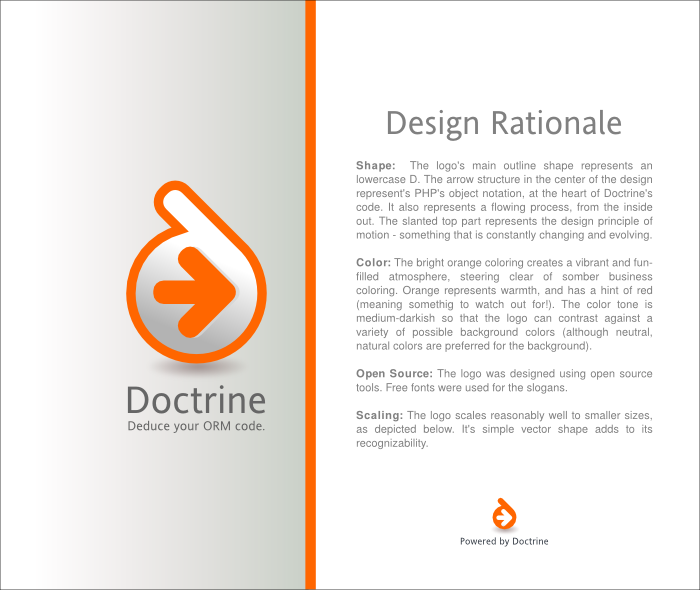 Doctrine
Deduce your ORM code.
Design Rationale
Shape: The logo's main outline shape represents an
lowercase D. The arrow structure in the center of the design
represent's PHP's object notation, at the heart of Doctrine's
code. It also represents a flowing process, from the inside
out. The slanted top part represents the design principle of
motion - something that is constantly changing and evolving.
Color: The bright orange coloring creates a vibrant and fun-
filled atmosphere, steering clear of somber business
coloring. Orange represents warmth, and has a hint of red
(meaning somethig to watch out for!). The color tone is
medium-darkish so that the logo can contrast against a
variety of possible background colors (although neutral,
natural colors are preferred for the background).
Open Source: The logo was designed using open source
tools. Free fonts were used for the slogans.
Scaling: The logo scales reasonably well to smaller sizes,
as depicted below. It's simple vector shape adds to its
recognizability.
Powered by Doctrine